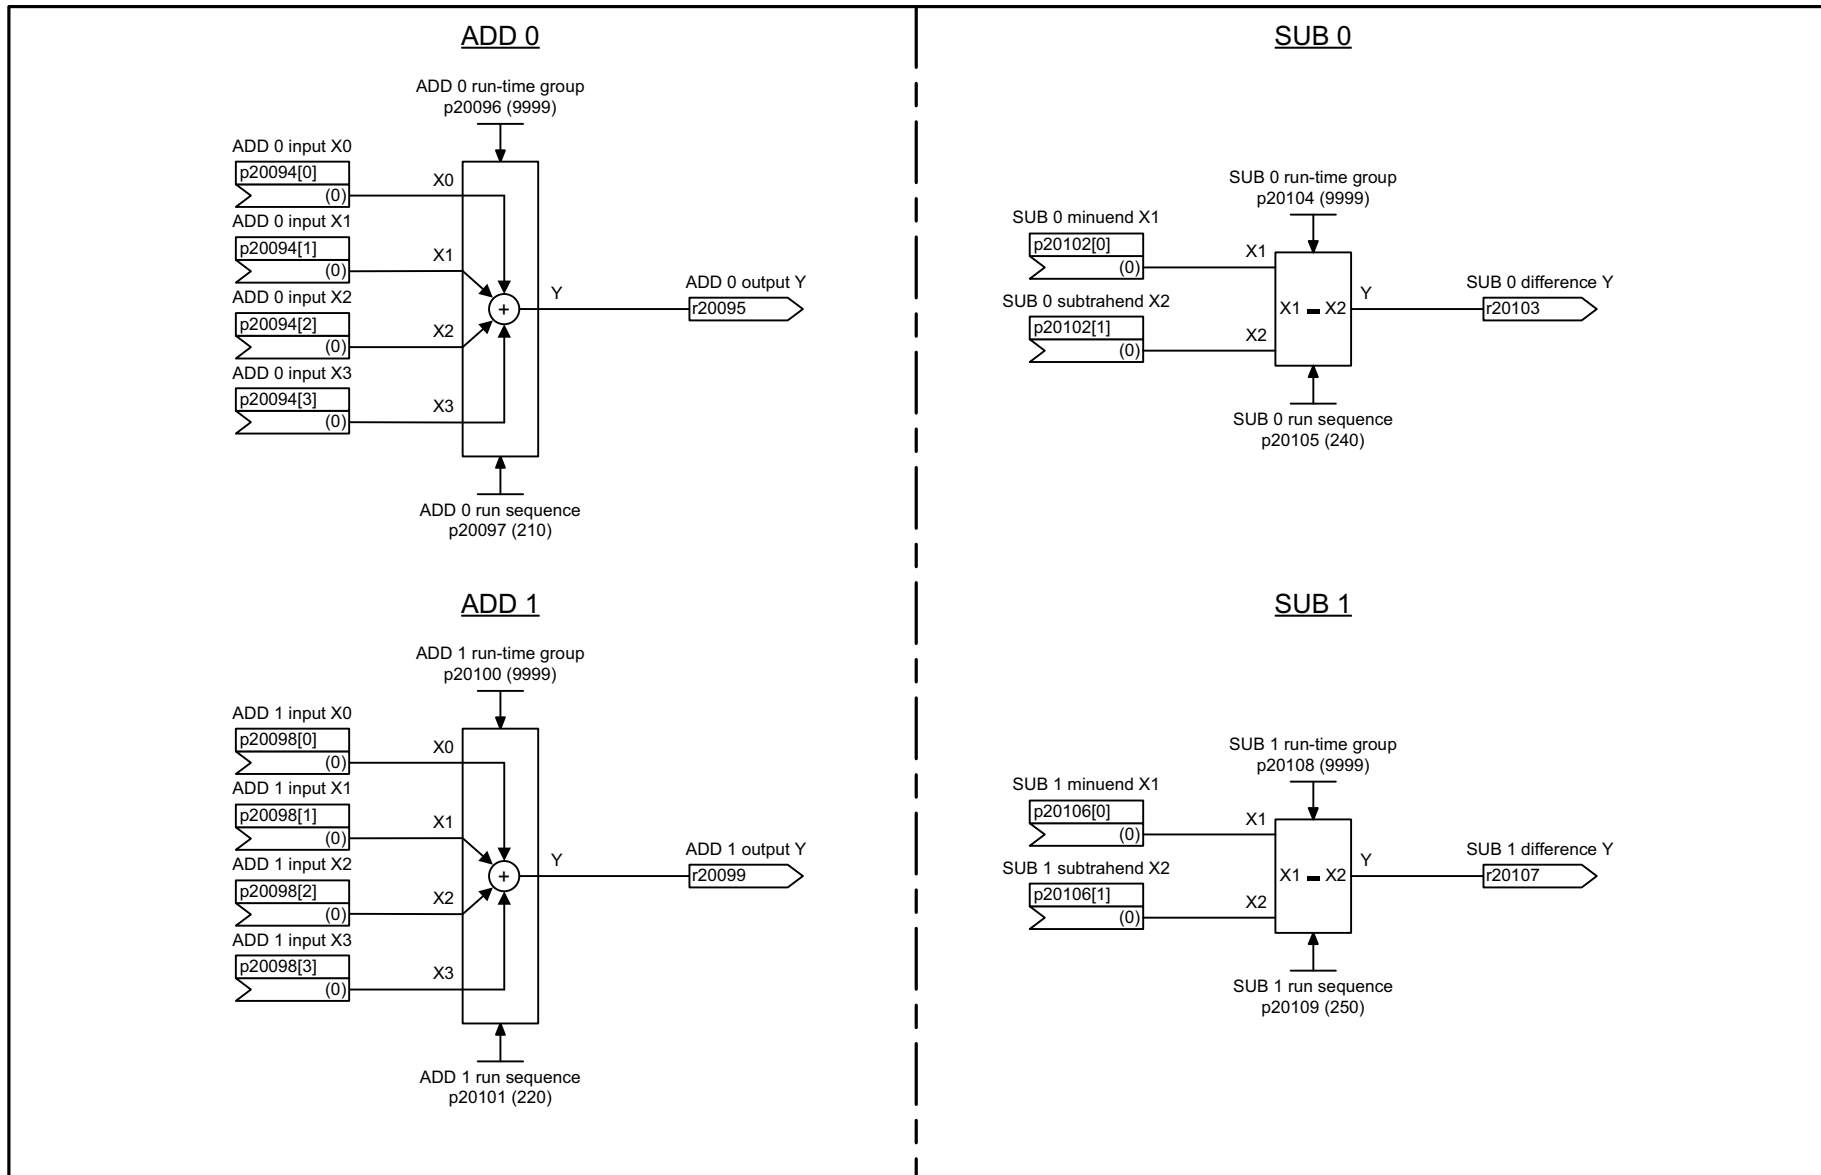 ADD 0
ADD 0 run-time group
p20096 (9999)
ADD 0 input X0
p20094[0]
(0)
X0
ADD 0 input X1
p20094[1]
(0)
X1
ADD 0 input X2
p20094[2]
(0)
X2
ADD 0 input X3
p20094[3]
(0)
X3
+
Y
ADD 0 output Y
r20095
ADD 0 run sequence
p20097 (210)
ADD 1
ADD 1 run-time group
p20100 (9999)
ADD 1 input X0
p20098[0]
(0)
X0
ADD 1 input X1
p20098[1]
(0)
X1
ADD 1 input X2
p20098[2]
(0)
X2
ADD 1 input X3
p20098[3]
(0)
X3
+
Y
ADD 1 output Y
r20099
ADD 1 run sequence
p20101 (220)
SUB 0
SUB 0 run-time group
p20104 (9999)
SUB 0 minuend X1
p20102[0]
(0)
X1
SUB 0 subtrahend X2
p20102[1]
(0)
X2
X1 - X2
Y
SUB 0 difference Y
r20103
SUB 0 run sequence
p20105 (240)
SUB 1
SUB 1 run-time group
p20108 (9999)
SUB 1 minuend X1
p20106[0]
(0)
X1
SUB 1 subtrahend X2
p20106[1]
(0)
X2
X1 - X2
Y
SUB 1 difference Y
r20107
SUB 1 run sequence
p20109 (250)